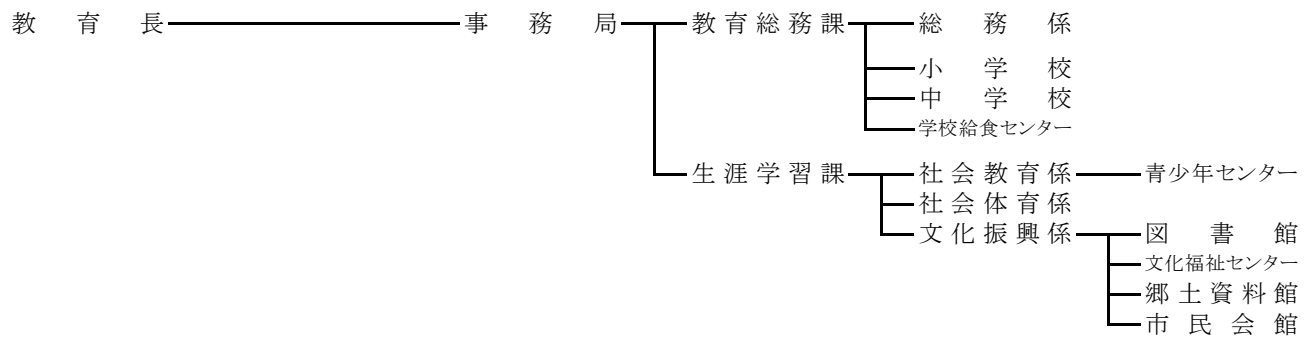 教育長 事務局 教育総務課 総務係
小学校
中学校
学校給食センター
生涯学習課 社会教育係 青少年センター
社会体育係
文化振興係 図書館
文化福祉センター
郷土資料館
市民会館